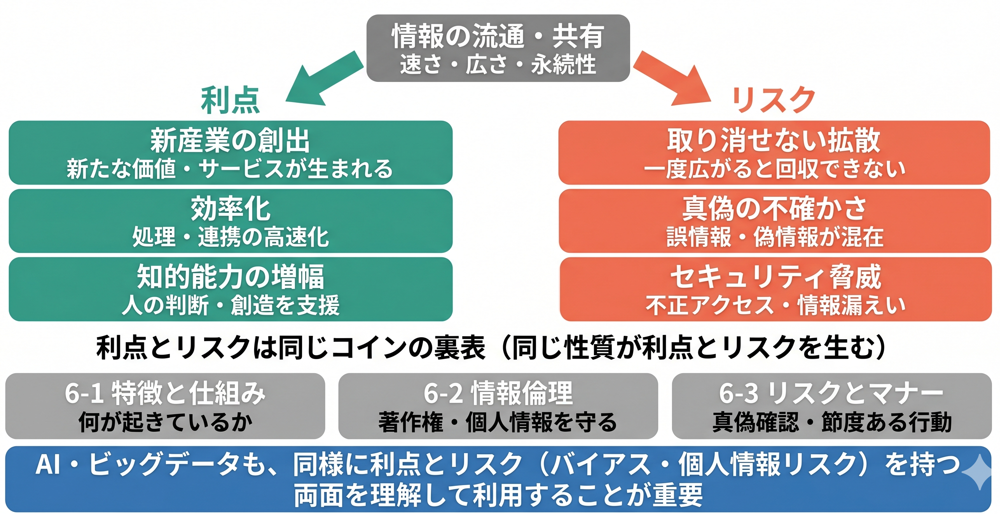 情報の流通・共有
速さ・広さ・永続性
利点
新産業の創出
新たな価値・サービスが生まれる
効率化
処理・連携の高速化
知的能力の増幅
人の判断・創造を支援
リスク
取り消せない拡散
一度広がると回収できない
真偽の不確かさ
誤情報・偽情報が混在
セキュリティ脅威
不正アクセス・情報漏えい
利点とリスクは同じコインの裏表（同じ性質が利点とリスクを生む）
6-1 特徴と仕組み
何が起きているか
6-2 情報倫理
著作権・個人情報を守る
6-3 リスクとマナー
真偽確認・節度ある行動
AI・ビッグデータも、同様に利点とリスク（バイアス・個人情報リスク）を持つ
両面を理解して利用することが重要